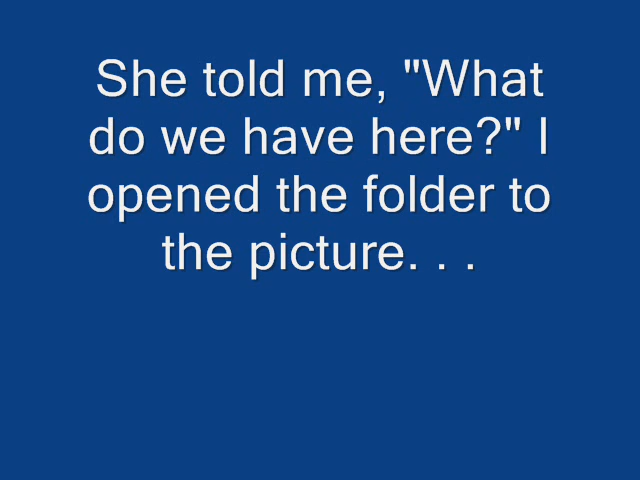 She told me, "What
do we have here?" I
opened the folder to
the picture. . .